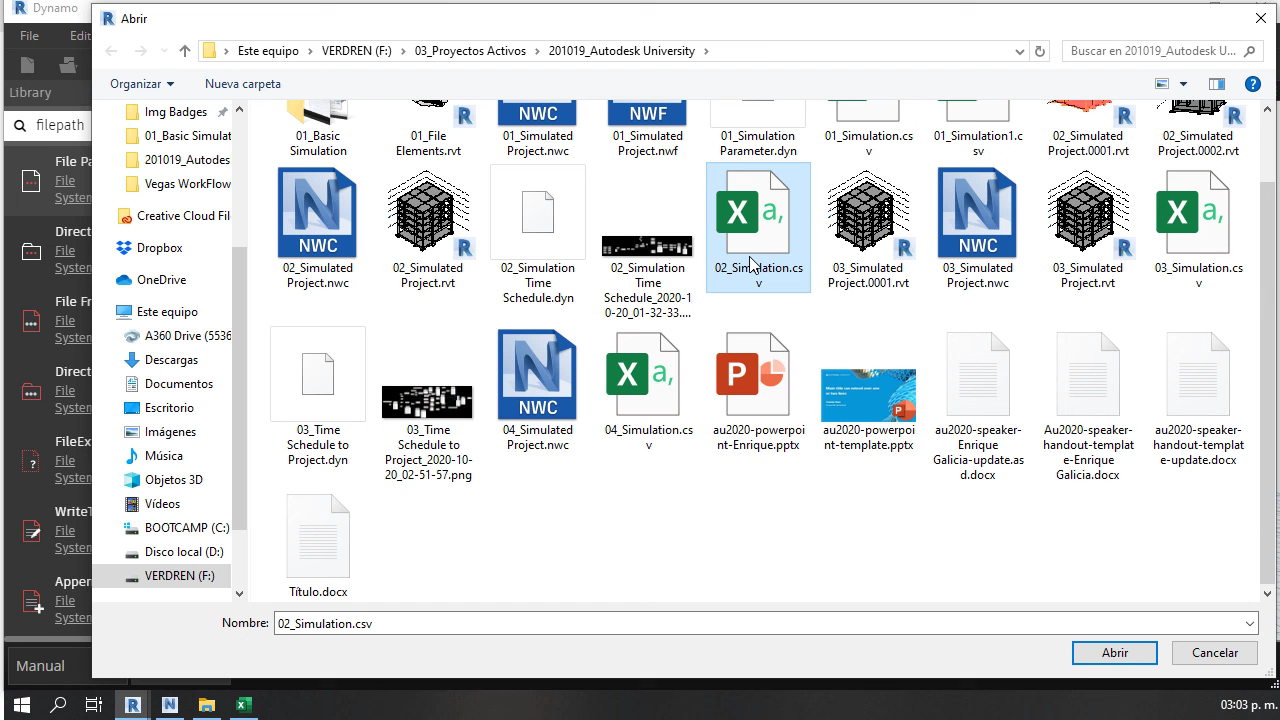 Dynamo
Abrir
File
Edit
Este equipo > VERDREN (F:) > 03_Proyectos Activos > 201019_Autodesk University >
Buscar en 201019_Autodesk U...
Organizar
Nueva carpeta
Library
filepath
File Pa
File
System
Direct
File
System
File Fr
File
System
Direct
File
System
FileEx
File
System
WriteT
File
System
Appen
File
System
Manual
Img Badges
01_Basic Simulat
201019_Autodes
Vegas WorkFlow
Creative Cloud Fil
Dropbox
OneDrive
Este equipo
A360 Drive (5536
Descargas
Documentos
Escritorio
Imágenes
Música
Objetos 3D
Vídeos
BOOTCAMP (C:)
Disco local (D:)
VERDREN (F:)
NWC
NWF
01_Basic
Simulation
01_File
Elements.rvt
01_Simulated
Project.nwc
01_Simulated
Project.nwf
01_Simulation
Parameter.dyn
01_Simulation.cs
v
01_Simulation1.c
sv
02_Simulated
Project.0001.rvt
02_Simulated
Project.0002.rvt
NWC
NWC
02_Simulated
Project.nwc
02_Simulated
Project.rvt
02_Simulation
Time
Schedule.dyn
02_Simulation
Time
Schedule_2020-1
0-20_01-32-33....
02_Simulation.cs
v
03_Simulated
Project.0001.rvt
03_Simulated
Project.nwc
03_Simulated
Project.rvt
03_Simulation.cs
v
NWC
03_Time
Schedule to
Project.dyn
03_Time
Schedule to
Project_2020-10-
20_02-51-57.png
04_Simulated
Project.nwc
04_Simulation.cs
v
au2020-powerpoi
nt-Enrique.pptx
au2020-powerpoi
nt-template.pptx
au2020-speaker-
Enrique
Galicia-update.as
d.docx
Au2020-speaker-
handout-templat
e-Enrique
Galicia.docx
au2020-speaker-
handout-templat
e-update.docx
Título.docx
Nombre:
02_Simulation.csv
Abrir
Cancelar
03:03 p. m.